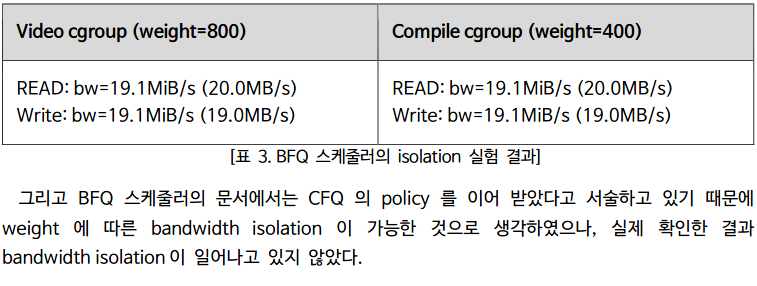 Video cgroup (weight=800)
Compile cgroup (weight=400)
READ: bw=19.1MiB/s (20.0MB/s)
Write: bw=19.1MiB/s (19.0MB/s)
READ: bw=19.1MiB/s (20.0MB/s)
Write: bw=19.1MiB/s (19.0MB/s)
[표 3. BFQ 스케줄러의 isolation 실험 결과]
그리고 BFQ 스케줄러의 문서에서는 CFQ 의 policy 를 이어 받았다고 서술하고 있기 때문에
weight 에 따른 bandwidth isolation 이 가능한 것으로 생각하였으나, 실제 확인한 결과
bandwidth isolation 이 일어나고 있지 않았다.